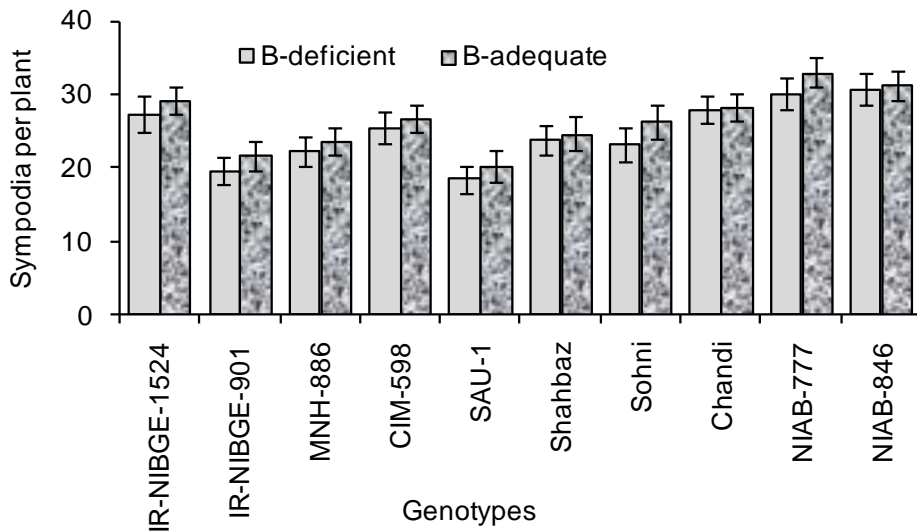 40
30
20
10
0
Sympodia per plant
B-deficient
B-adequate
IR-NIBGE-1524
IR-NIBGE-901
MNH-886
CIM-598
SAU-1
Shahbaz
Sohni
Chandi
NIAB-777
NIAB-846
Genotypes